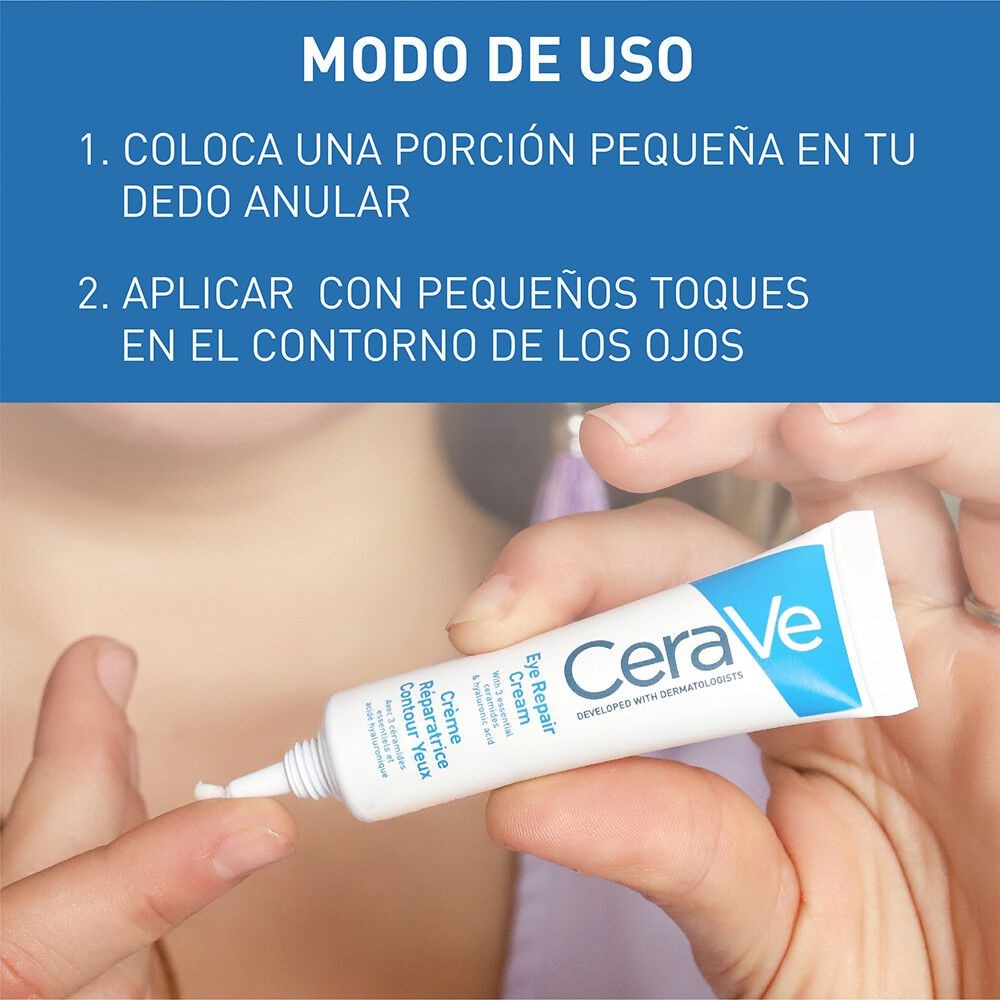 MODO DE USO
1. COLOCA UNA PORCIÓN PEQUEÑA EN TU
DEDO ANULAR
2. APLICAR CON PEQUEÑOS TOQUES
EN EL CONTORNO DE LOS OJOS
CeraVe
DEVELOPED WITH DERMATOLOGISTS
Eye Repair
Cream
With 3 essential
ceramides
& hyaluronic acid
Crème
Réparatrice
Contour Yeux
Avec 3 céramides
essentiels et
acide hyaluronique